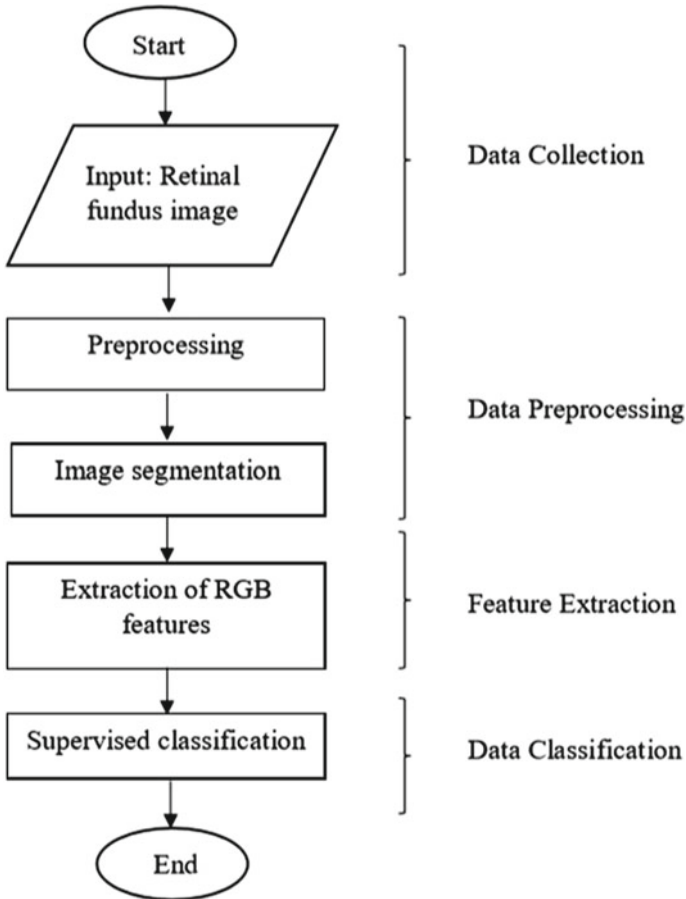 Start
Input: Retinal
fundus image
Data Collection
Preprocessing
Image segmentation
Data Preprocessing
Extraction of RGB
features
Feature Extraction
Supervised classification
Data Classification
End